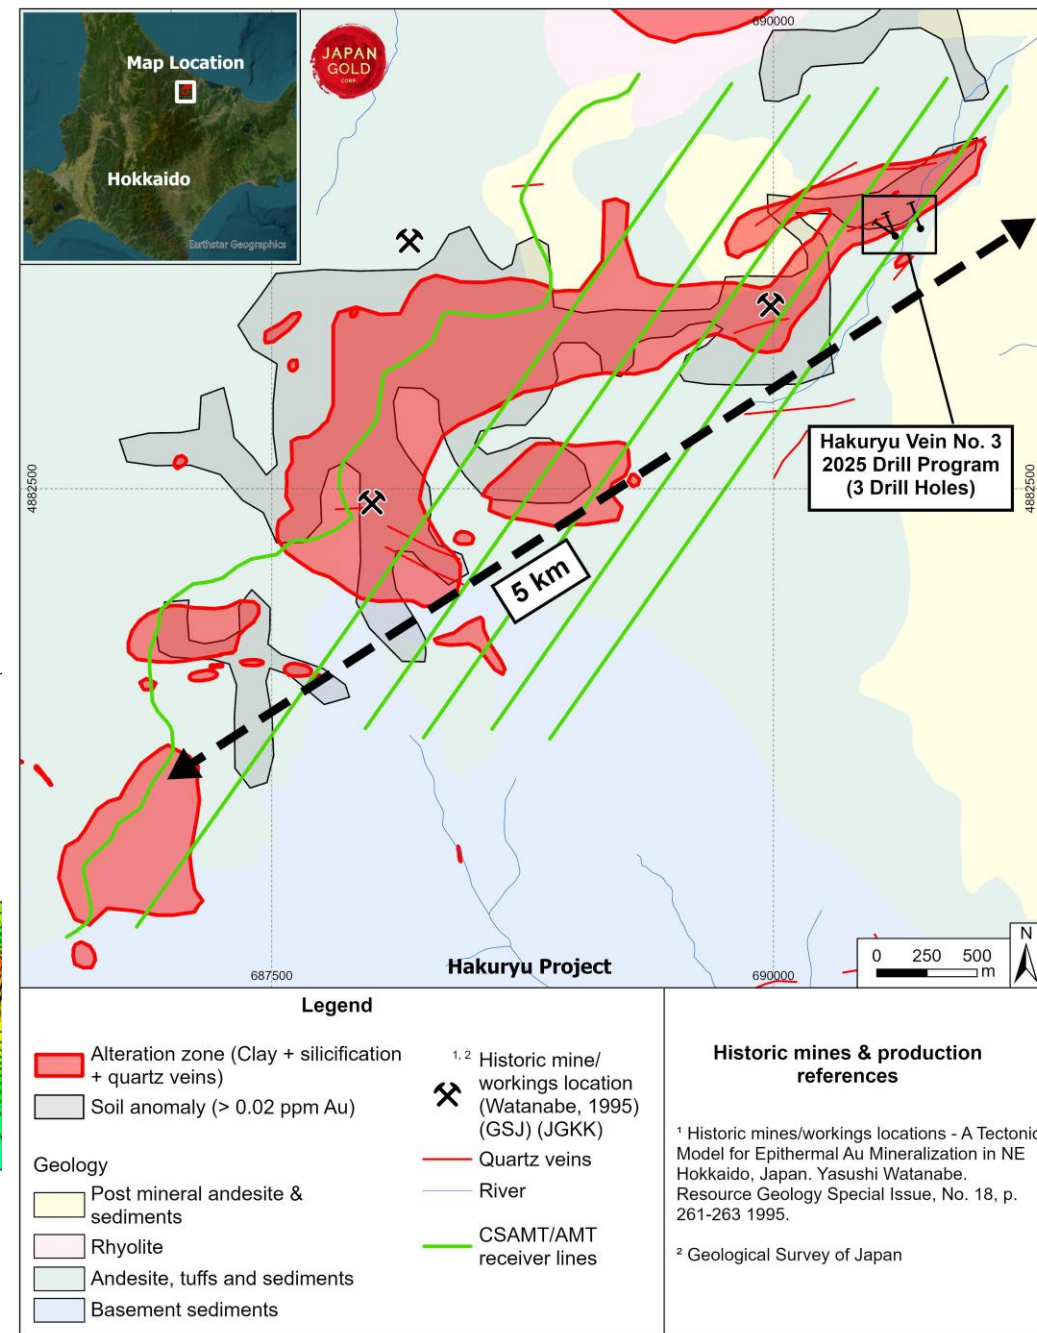 Map Location
Hokkaido
Earthstar Geographics
JAPAN
GOLD
CORP.
690000
4882500
4882500
Hakuryu Vein No. 3
2025 Drill Program
(3 Drill Holes)
5 km
687500
690000
Hakuryu Project
N
0 250 500
m
Legend
Alteration zone (Clay + silicification
+ quartz veins)
Soil anomaly (> 0.02 ppm Au)
Geology
Post mineral andesite &
sediments
Rhyolite
Andesite, tuffs and sediments
Basement sediments
1, 2 Historic mine/
workings location
(Watanabe, 1995)
(GSJ) (JGKK)
Quartz veins
River
CSAMT/AMT
receiver lines
Historic mines & production
references
¹ Historic mines/workings locations - A Tectonic
Model for Epithermal Au Mineralization in NE
Hokkaido, Japan. Yasushi Watanabe.
Resource Geology Special Issue, No. 18, p.
261-263 1995.
² Geological Survey of Japan